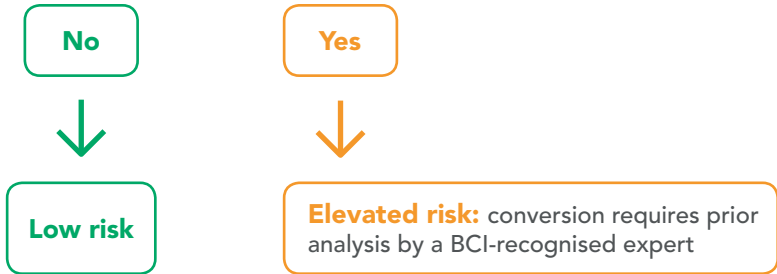 No
Yes
Low risk
Elevated risk: conversion requires prior
analysis by a BCI-recognised expert